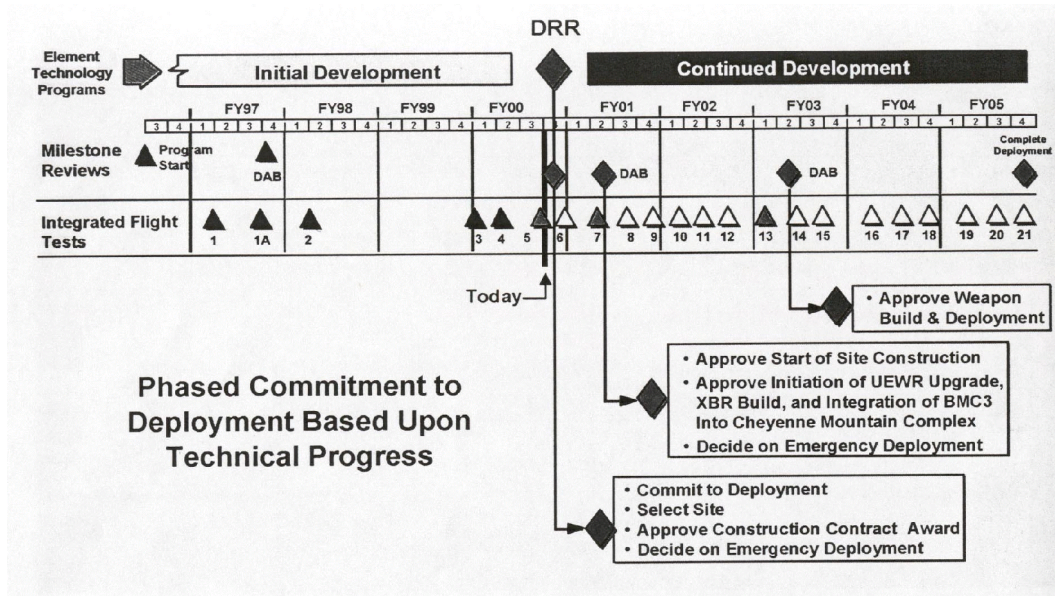 DRR
Element
Technology
Programs
Initial Development
Continued Development
FY97 FY98 FY99 FY00 FY01 FY02 FY03 FY04 FY05
3 4 1 2 3 4 1 2 3 4 1 2 3 4 1 2 3 4 1 2 3 4 1 2 3 4 1 2 3 4 1 2 3 4 1 2 3 4
Milestone
Reviews
Program
Start
DAB
DAB
DAB
Complete
Deployment
Integrated Flight
Tests
1 1A 2 3 4 5 6 7 8 9 10 11 12 13 14 15 16 17 18 19 20 21
Today
• Approve Weapon
Build & Deployment
• Approve Start of Site Construction
• Approve Initiation of UEWR Upgrade,
XBR Build, and Integration of BMC3
Into Cheyenne Mountain Complex
• Decide on Emergency Deployment
Phased Commitment to
Deployment Based Upon
Technical Progress
• Commit to Deployment
• Select Site
• Approve Construction Contract Award
• Decide on Emergency Deployment